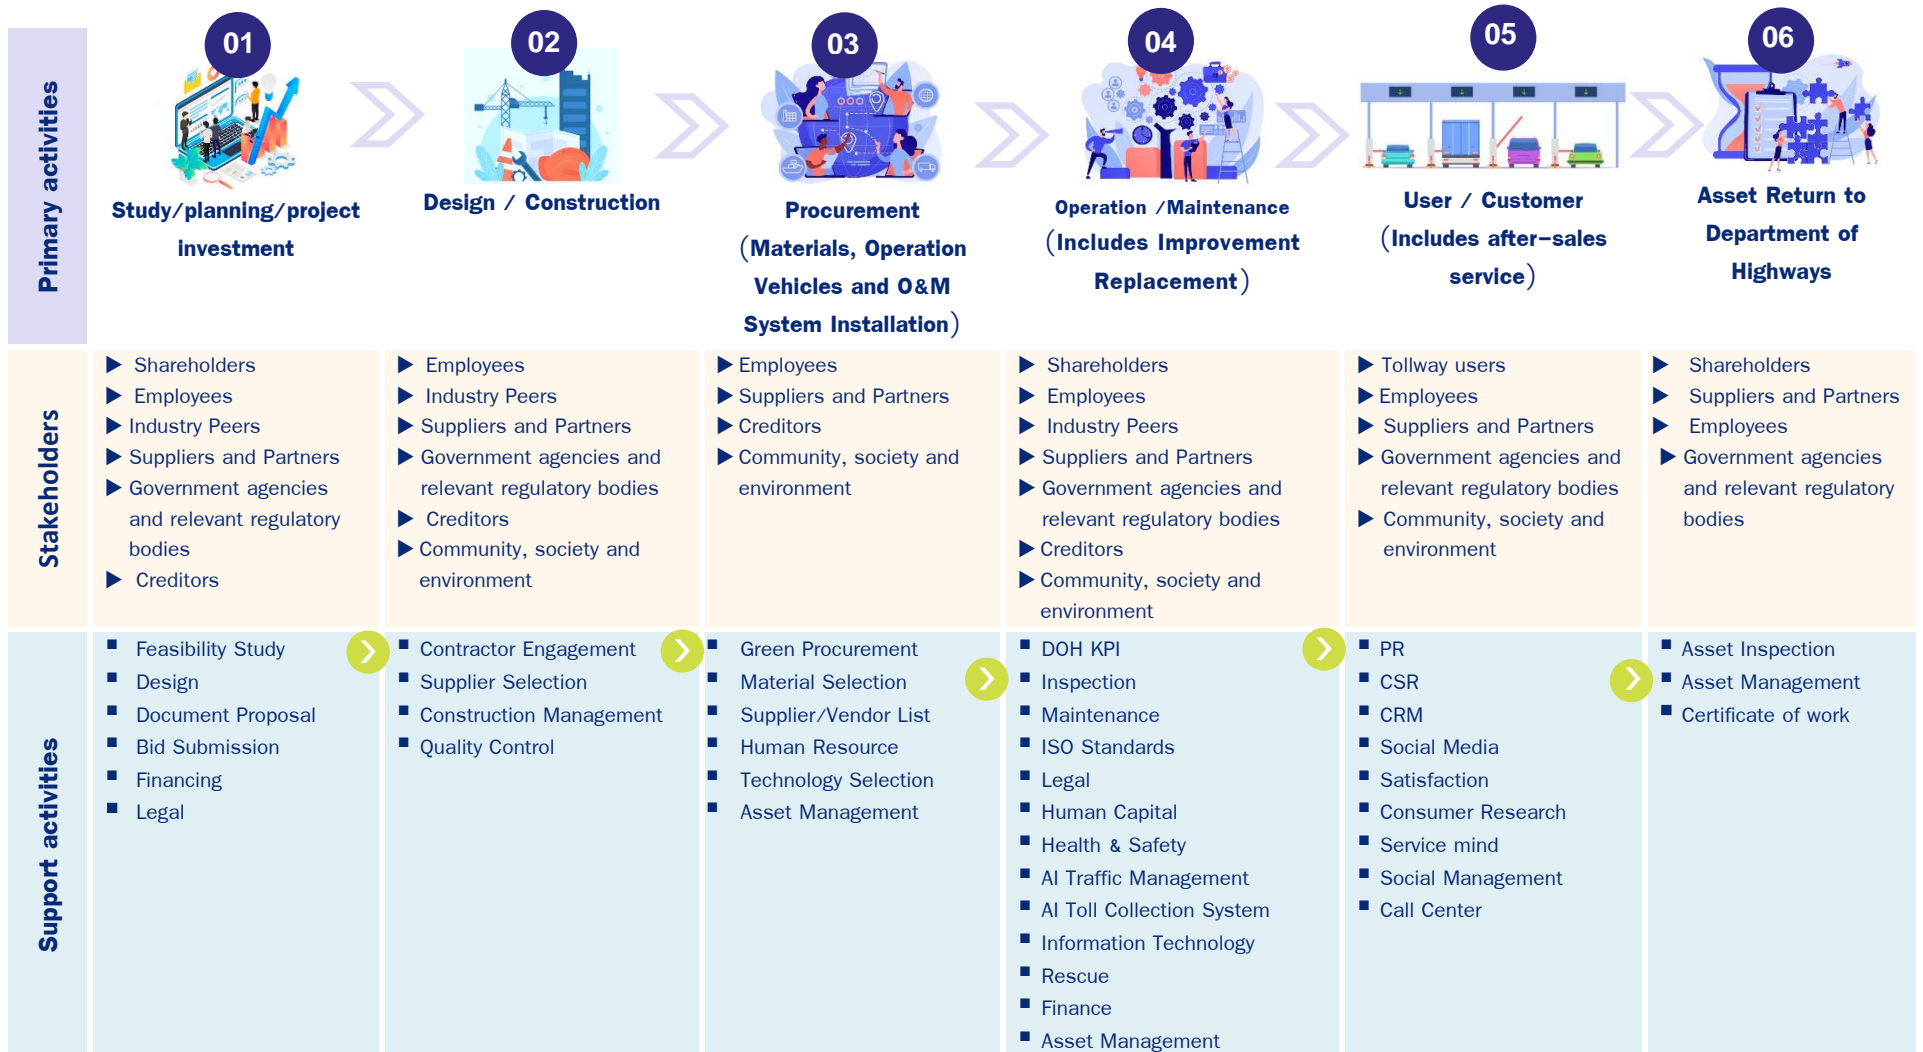 Primary activities
01
Study/planning/project
investment
02
Design / Construction
03
Procurement
(Materials, Operation
Vehicles and O&M
System Installation)
04
Operation /Maintenance
(Includes Improvement
Replacement)
05
User / Customer
(Includes after–sales
service)
06
Asset Return to
Department of
Highways
Stakeholders
Shareholders
Employees
Industry Peers
Suppliers and Partners
Government agencies
and relevant regulatory
bodies
Creditors
Employees
Industry Peers
Suppliers and Partners
Government agencies and
relevant regulatory bodies
Creditors
Community, society and
environment
Employees
Suppliers and Partners
Creditors
Community, society and
environment
Shareholders
Employees
Industry Peers
Suppliers and Partners
Government agencies and
relevant regulatory bodies
Creditors
Community, society and
environment
Tollway users
Employees
Suppliers and Partners
Government agencies and
relevant regulatory bodies
Community, society and
environment
Shareholders
Suppliers and Partners
Employees
Government agencies
and relevant regulatory
bodies
Support activities
Feasibility Study
Design
Document Proposal
Bid Submission
Financing
Legal
Contractor Engagement
Supplier Selection
Construction Management
Quality Control
Green Procurement
Material Selection
Supplier/Vendor List
Human Resource
Technology Selection
Asset Management
DOH KPI
Inspection
Maintenance
ISO Standards
Legal
Human Capital
Health & Safety
AI Traffic Management
AI Toll Collection System
Information Technology
Rescue
Finance
Asset Management
PR
CSR
CRM
Social Media
Satisfaction
Consumer Research
Service mind
Social Management
Call Center
Asset Inspection
Asset Management
Certificate of work